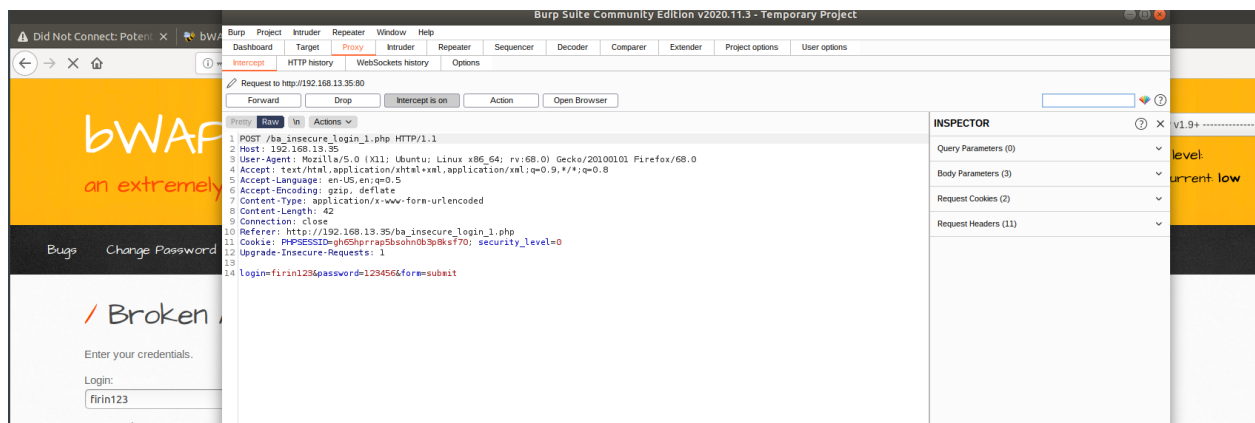 Burp Suite Community Edition v2020.11.3 - Temporary Project
Did Not Connect: Potent
bWA
Burp Project Intruder Repeater Window Help
Dashboard Target Proxy Intruder Repeater Sequencer Decoder Comparer Extender Project options User options
Intercept HTTP history WebSockets history Options
Request to http://192.168.13.35:80
Forward Drop Intercept is on Action Open Browser
Pretty Raw \n Actions
1 POST /ba_insecure_login_1.php HTTP/1.1
2 Host: 192.168.13.35
3 User-Agent: Mozilla/5.0 (X11; Ubuntu; Linux x86_64; rv:68.0) Gecko/20100101 Firefox/68.0
4 Accept: text/html,application/xhtml+xml,application/xml;q=0.9,*/*;q=0.8
5 Accept-Language: en-US,en;q=0.5
6 Accept-Encoding: gzip, deflate
7 Content-Type: application/x-www-form-urlencoded
8 Content-Length: 42
9 Connection: close
10 Referer: http://192.168.13.35/ba_insecure_login_1.php
11 Cookie: PHPSESSID=gh65hprrap5bsohn0b3p8ksf70; security_level=0
12 Upgrade-Insecure-Requests: 1
13
14 login=firin123&password=123456&form=submit
INSPECTOR
Query Parameters (0)
Body Parameters (3)
Request Cookies (2)
Request Headers (11)
bWAP
an extremely
v1.9+ --------------
level:
urrent: low
Bugs Change Password
/ Broken
Enter your credentials.
Login:
firin123